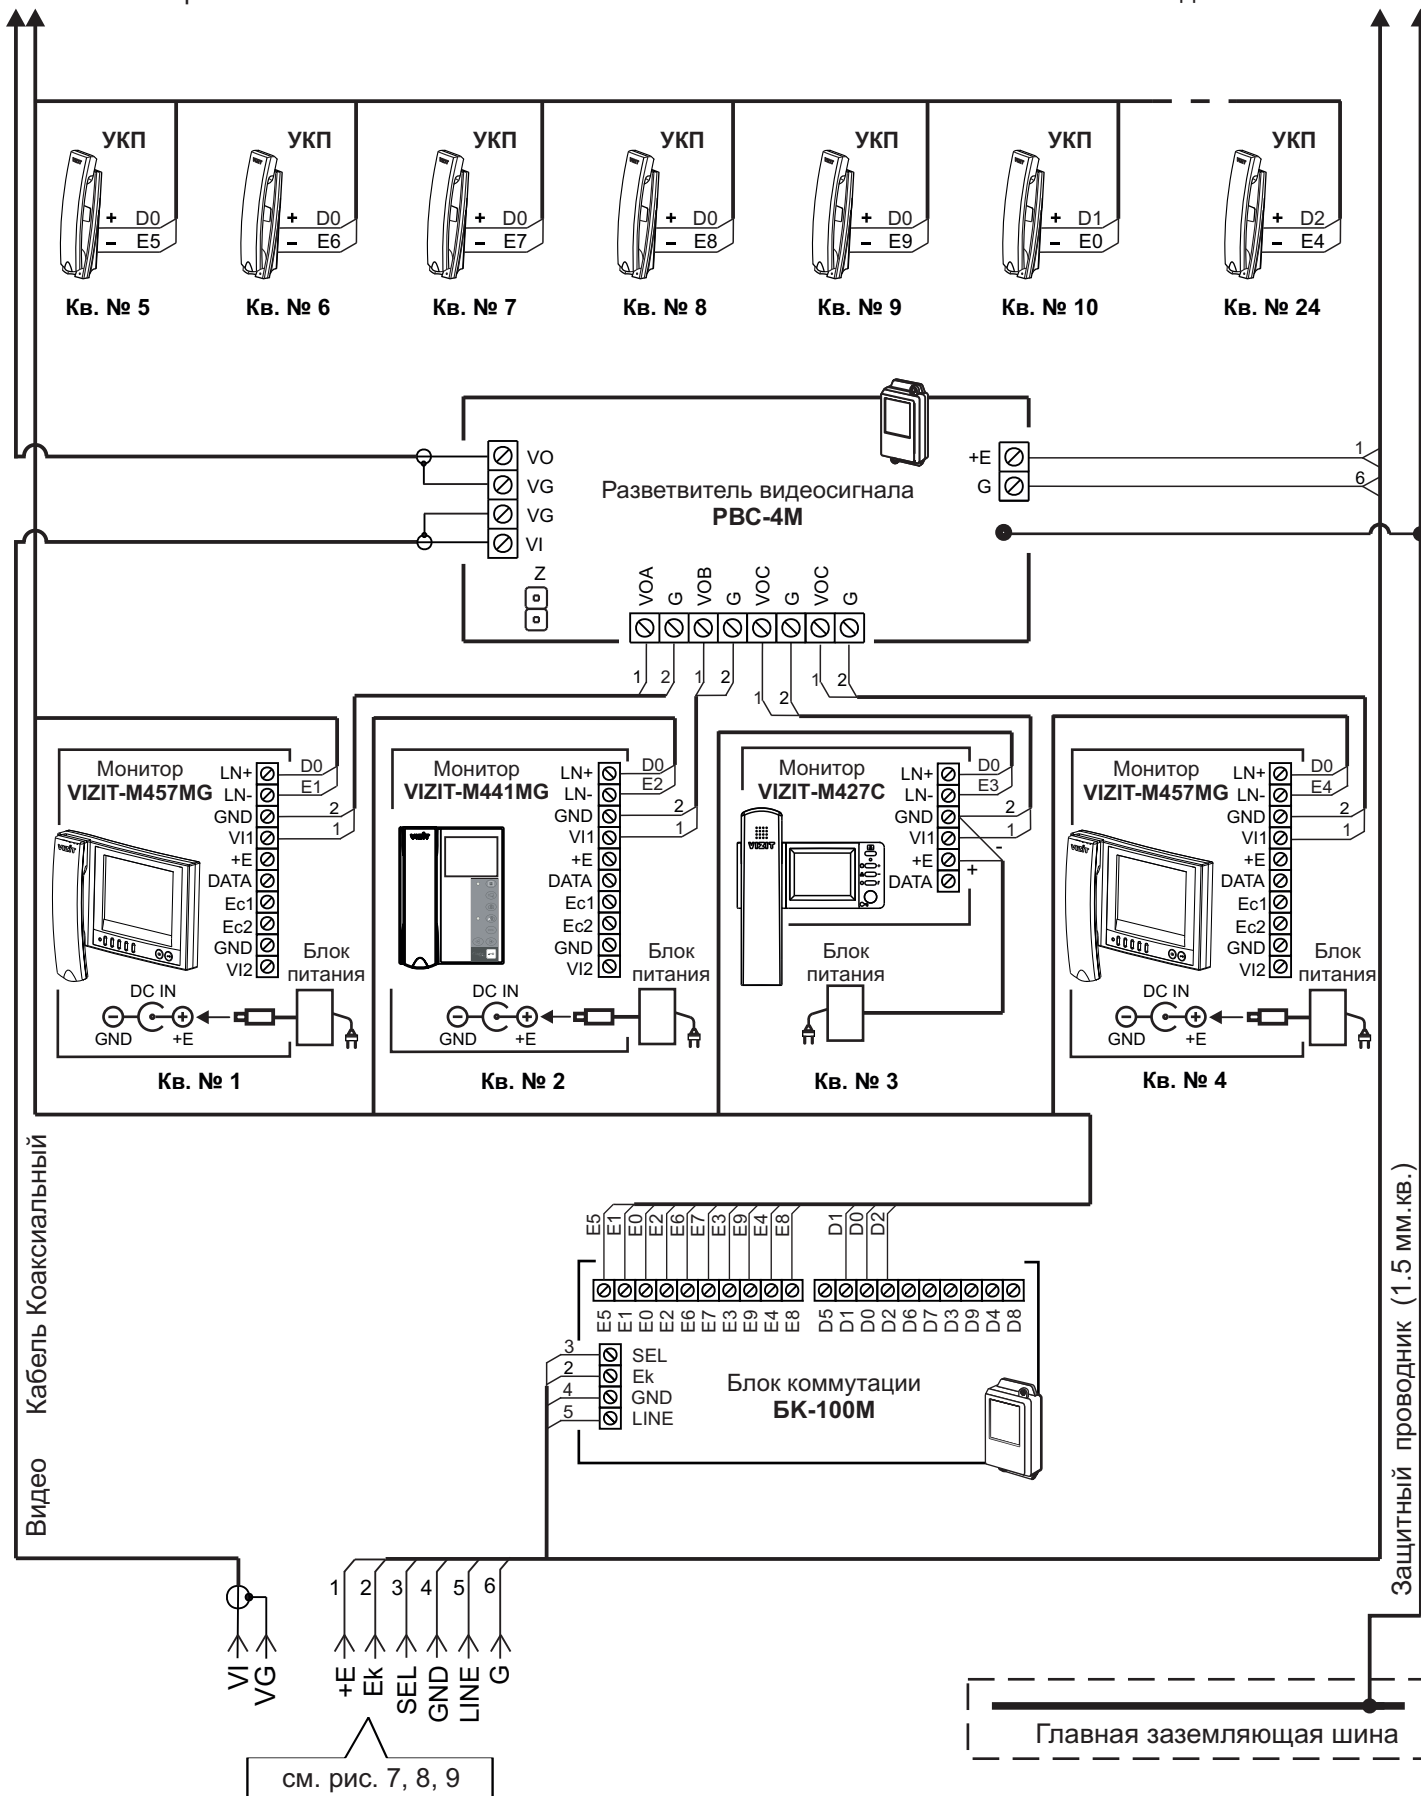 УКП УКП УКП УКП УКП УКП УКП
+ D0 + D0 + D0 + D0 + D0 + D1 + D2
− E5 − E6 − E7 − E8 − E9 − E0 − E4
Кв. № 5 Кв. № 6 Кв. № 7 Кв. № 8 Кв. № 9 Кв. № 10 Кв. № 24
VO
VG
VG
VI
Z
Разветвитель видеосигнала
РВС-4М
+E 1
G 6
VOA G VOB G VOC G VOC G
1 2 1 2 1 2 1 2
Монитор
VIZIT-M457MG
VIZIT
LN+ D0
LN- E1
GND 2
VI1 1
+E
DATA
Ec1
Ec2
GND
VI2
Блок
питания
DC IN
GND +E
Кв. № 1
Монитор
VIZIT-M441MG
VIZIT
LN+ D0
LN- E2
GND 2
VI1 1
+E
DATA
Ec1
Ec2
GND
VI2
Блок
питания
DC IN
GND +E
Кв. № 2
Монитор
VIZIT-M427C
VIZIT
LN+ D0
LN- E3
GND 2
VI1 1
-
+E +
DATA
Блок
питания
Кв. № 3
Монитор
VIZIT-M457MG
VIZIT
LN+ D0
LN- E4
GND 2
VI1 1
+E
DATA
Ec1
Ec2
GND
VI2
Блок
питания
DC IN
GND +E
Кв. № 4
Видео Кабель Коаксиальный
E5 E1 E0 E2 E6 E7 E3 E9 E4 E8 D1 D0 D2
E5 E1 E0 E2 E6 E7 E3 E9 E4 E8 D5 D1 D0 D2 D6 D7 D3 D9 D4 D8
3 SEL
2 Ek
4 GND
5 LINE
Блок коммутации
БК-100М
Защитный проводник (1.5 мм.кв.)
1 2 3 4 5 6
VI VG +E Ek SEL GND LINE G
см. рис. 7, 8, 9
Главная заземляющая шина